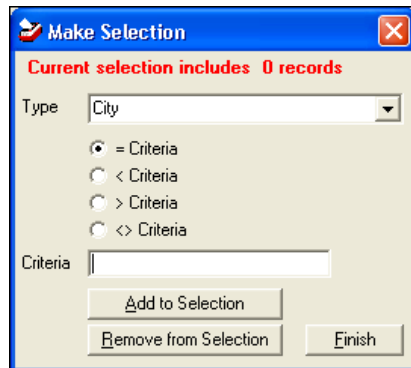 Make Selection
Current selection includes 0 records
Type City
= Criteria
< Criteria
> Criteria
<> Criteria
Criteria
Add to Selection
Remove from Selection Finish